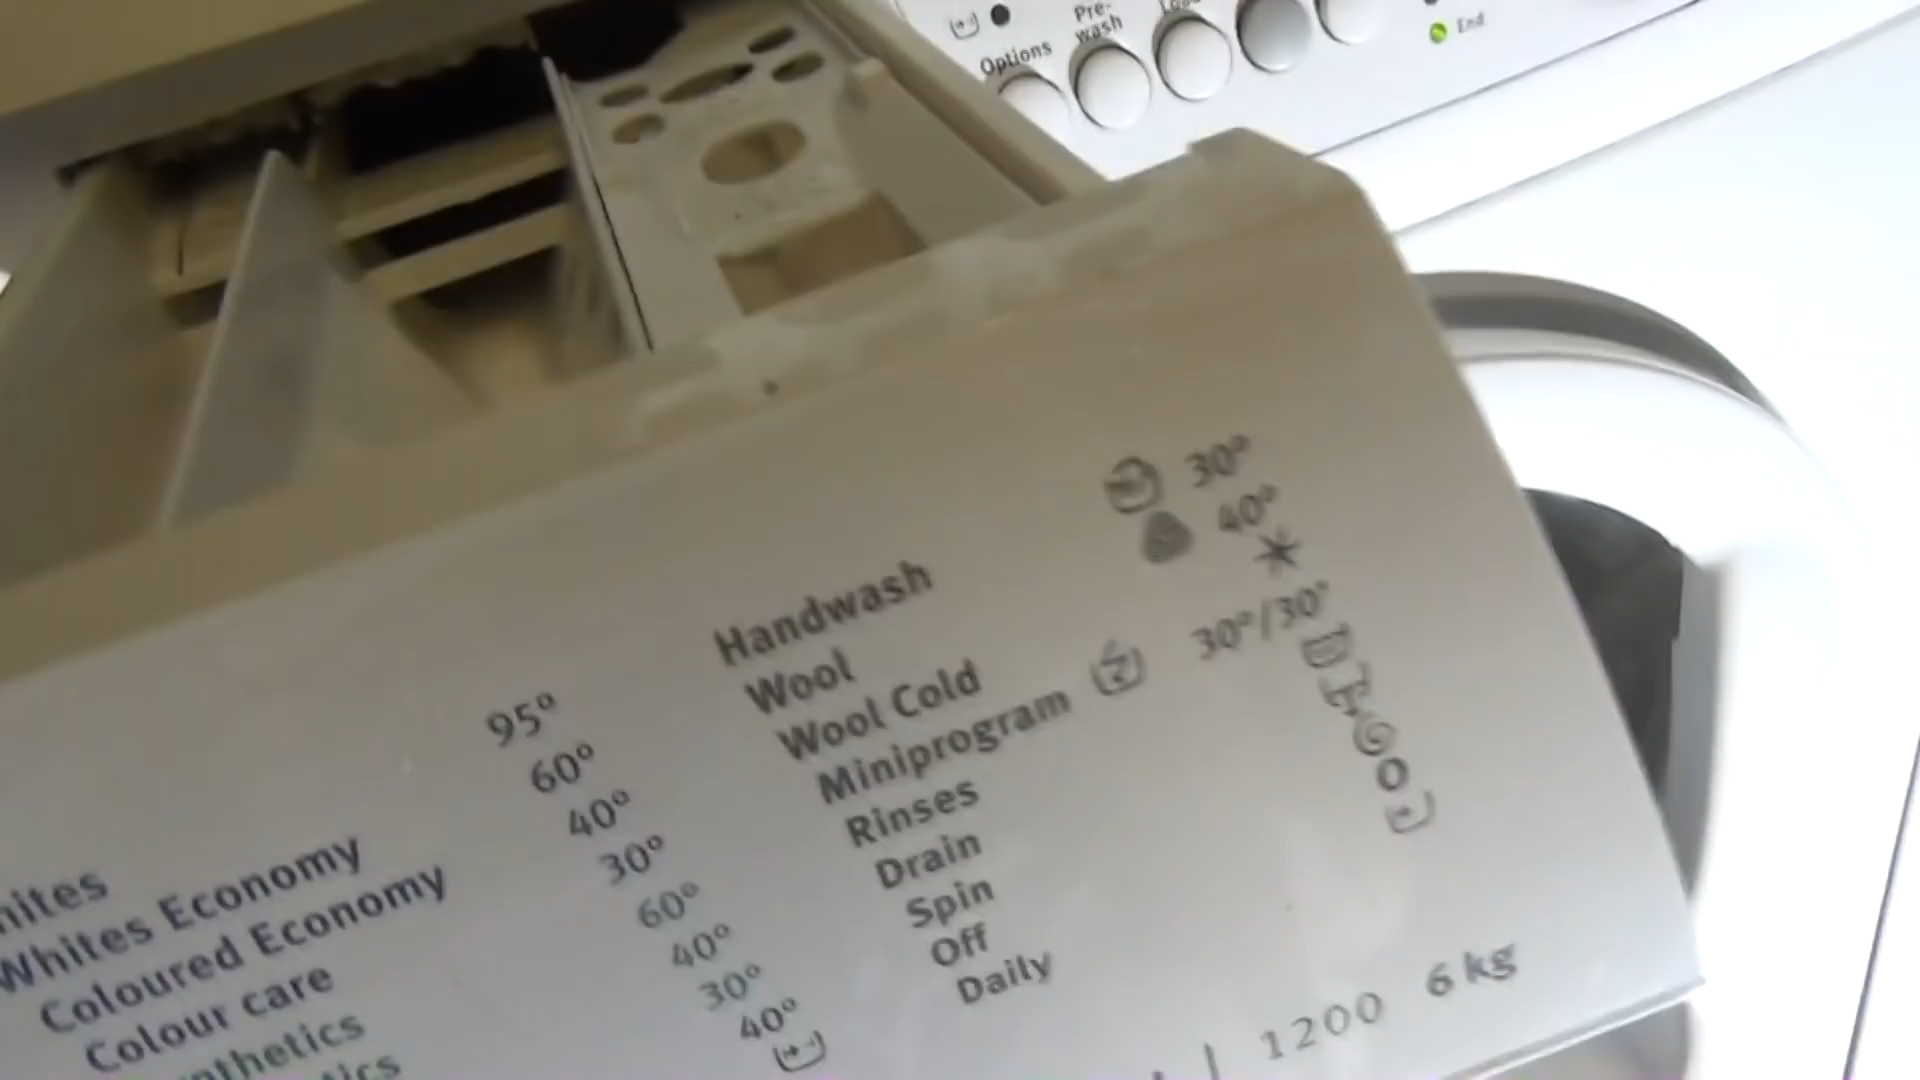 Pre-
wash
Options
End
Handwash 30°
Wool 40°
Wool Cold
Miniprogram 30°/30°
Rinses
Drain
Spin
Off
Daily
95°
60°
40°
30°
60°
40°
30°
40°
Whites Economy
Coloured Economy
Colour care
1200 6 kg